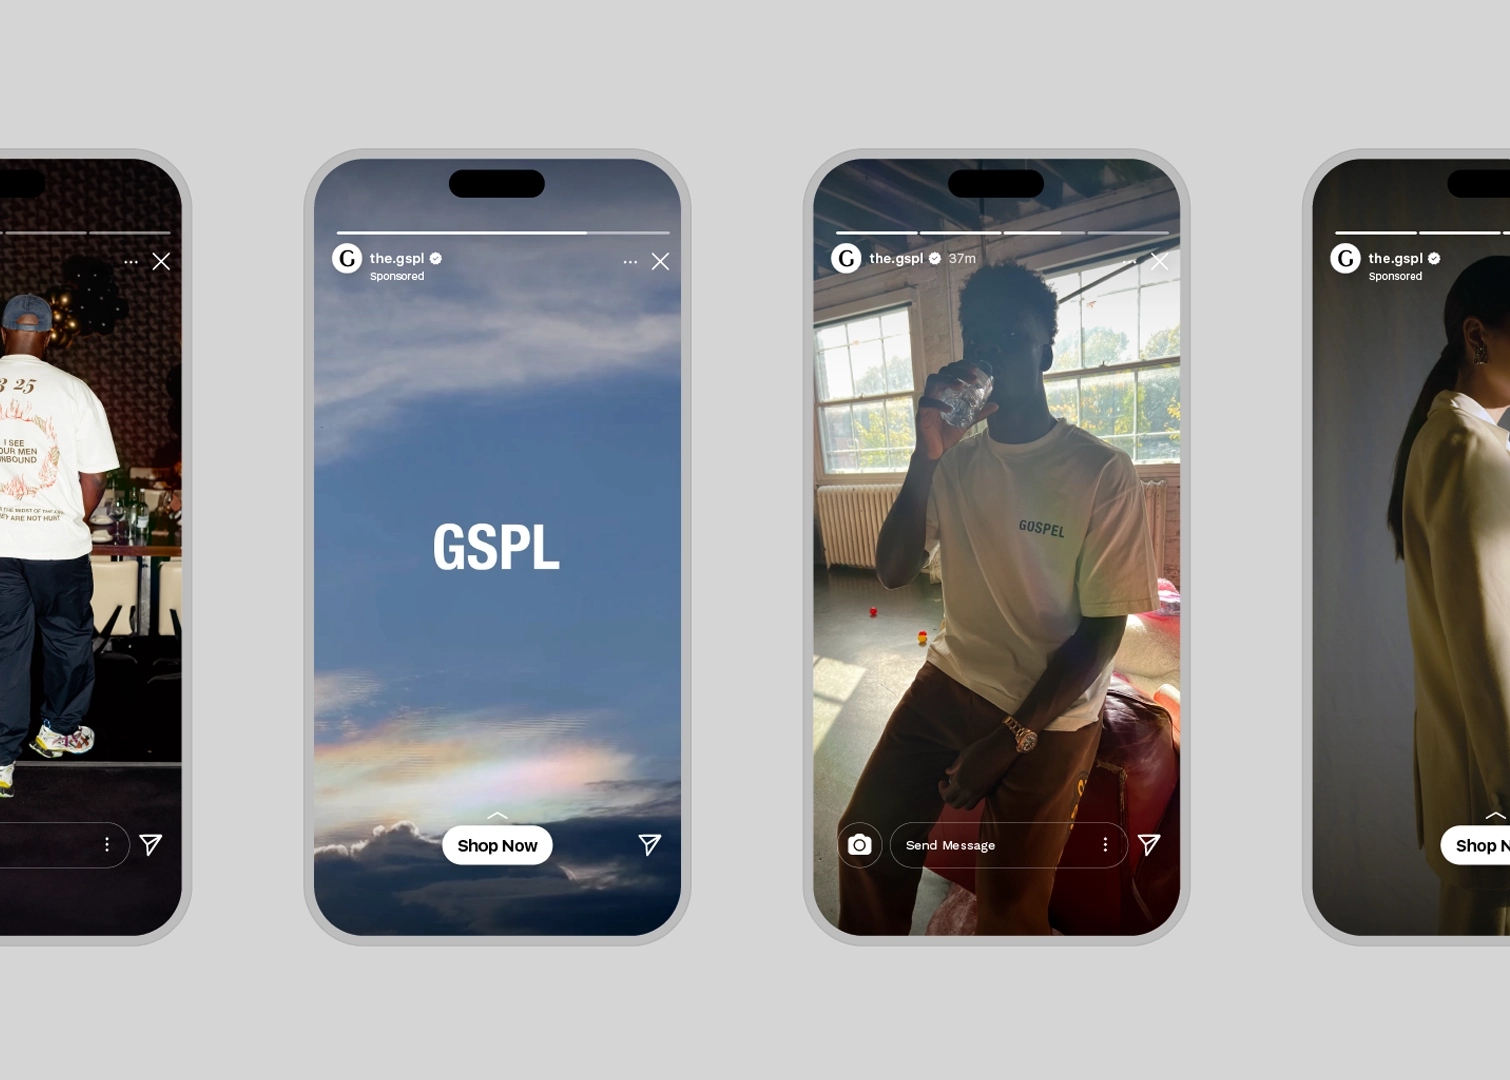 3 25
I SEE
OUR MEN
UNBOUND
THE MIDST OF THE
EY ARE NOT HURT
G
the.gspl
Sponsored
GSPL
Shop Now
G
the.gspl 37m
GOSPEL
Send Message
G
the.gspl
Sponsored
Shop N